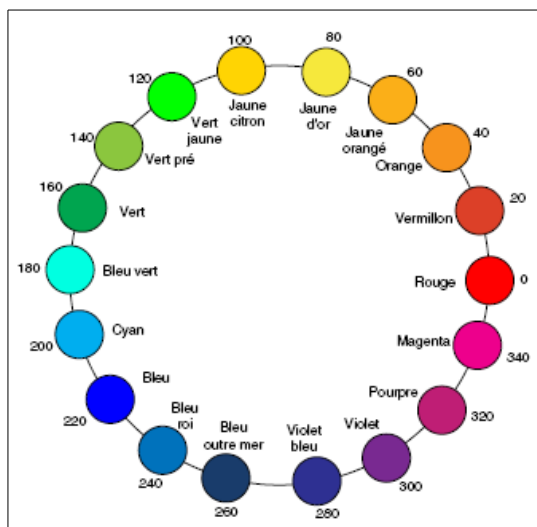 100
80
120
60
Jaune
citron
Jaune
d'or
Vert
jaune
Jaune
orangé
140
40
Vert pré
Orange
160
20
Vert
Vermillon
180
Bleu vert
Rouge
0
Cyan
Magenta
200
340
Bleu
Pourpre
220
320
Bleu
roi
Bleu
outre mer
Violet
bleu
Violet
240
300
260
280